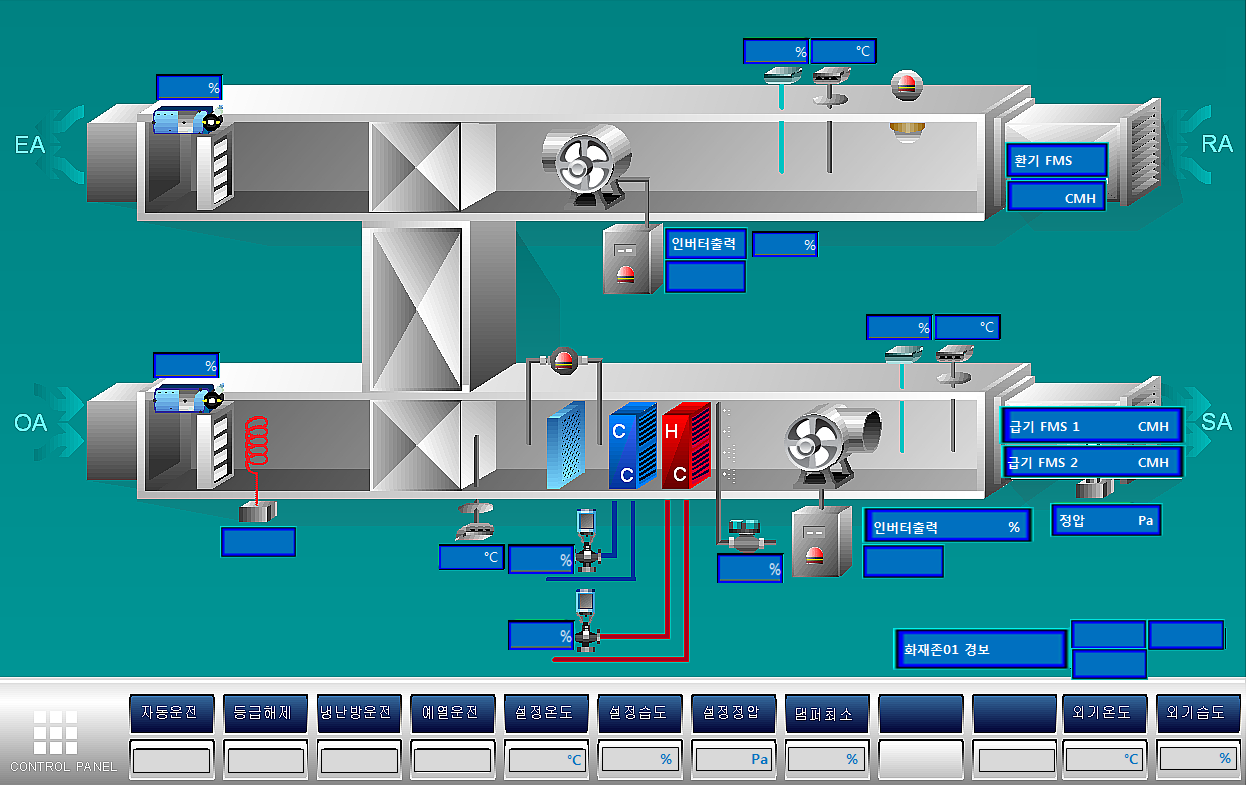 % ℃
%
EA
RA
환기 FMS
CMH
인버터출력 %
% ℃
%
OA
SA
급기 FMS 1 CMH
급기 FMS 2 CMH
C
C
H
C
정압 Pa
인버터출력 %
℃ %
%
%
화재존01 경보
CONTROL PANEL
자동운전 등급해제 냉난방운전 예열운전 설정온도 설정습도 설정정압 댐퍼최소 외기온도 외기습도
℃ % Pa % ℃ %